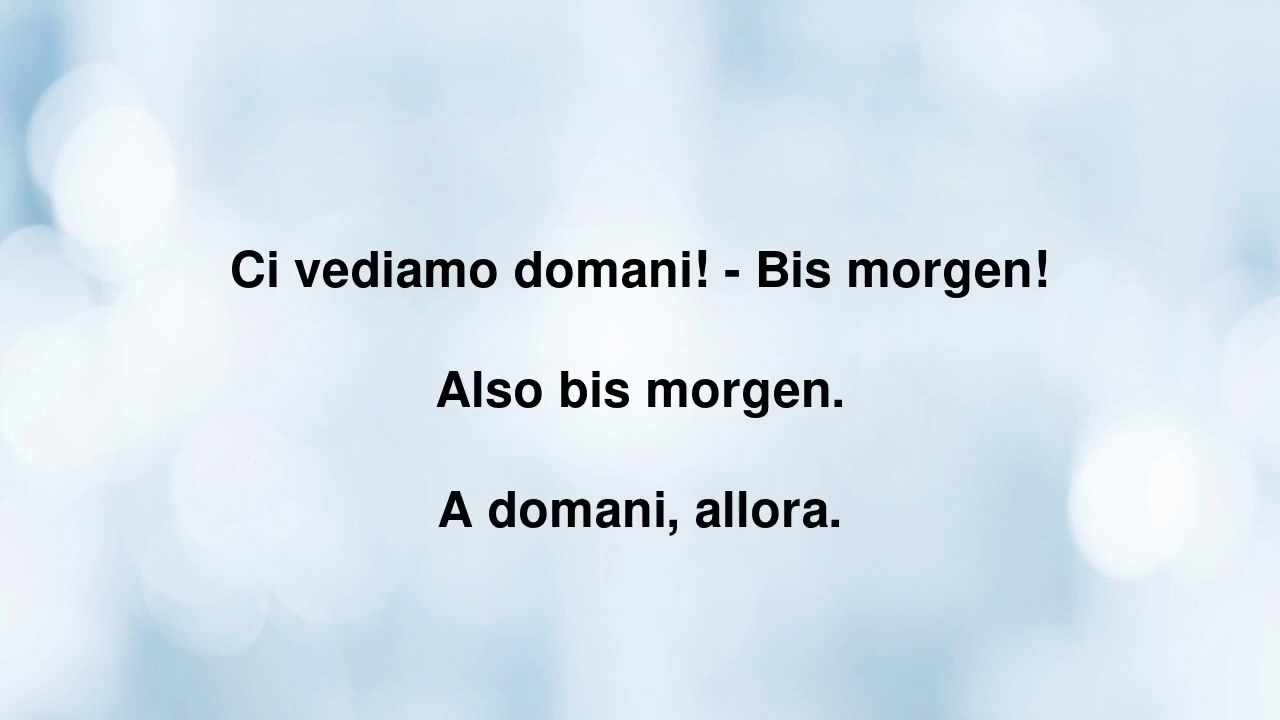 Ci vediamo domani! - Bis morgen!
Also bis morgen.
A domani, allora.